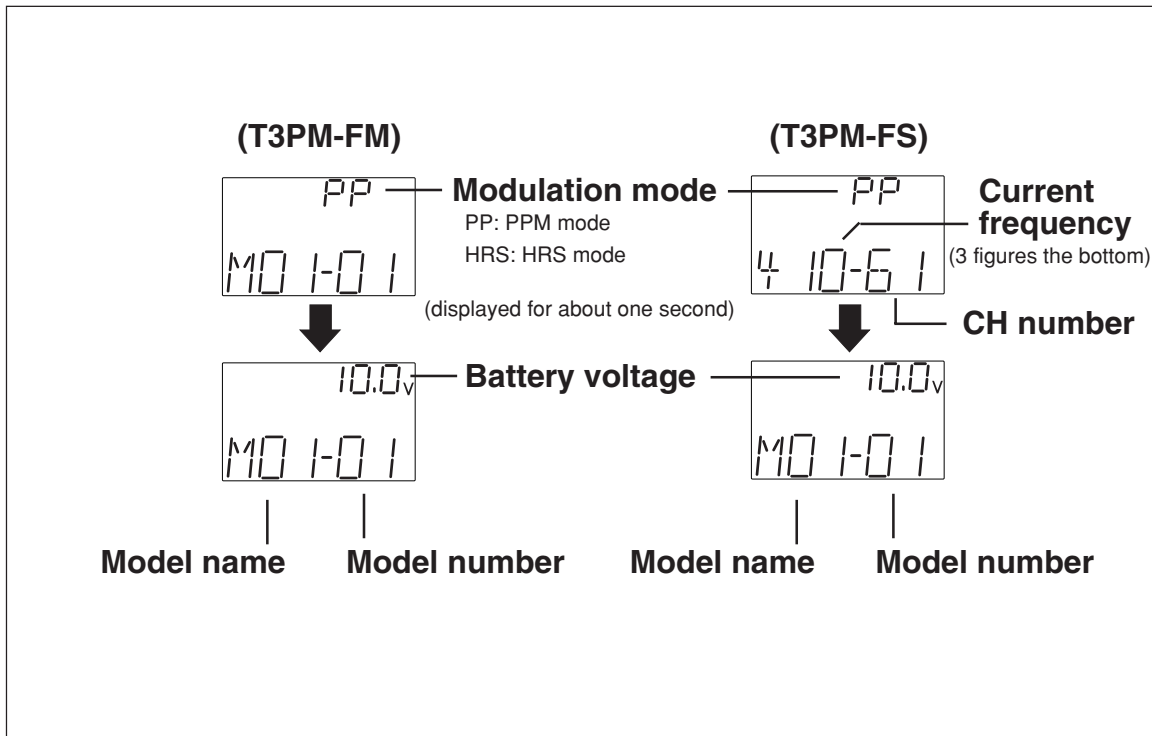 (T3PM-FM)
(T3PM-FS)
PP
Modulation mode
PP: PPM mode
HRS: HRS mode
PP
Current
frequency
(3 figures the bottom)
M01-01
410-61
(displayed for about one second)
CH number
10.0V
Battery voltage
10.0V
M01-01
M01-01
Model name
Model number
Model name
Model number